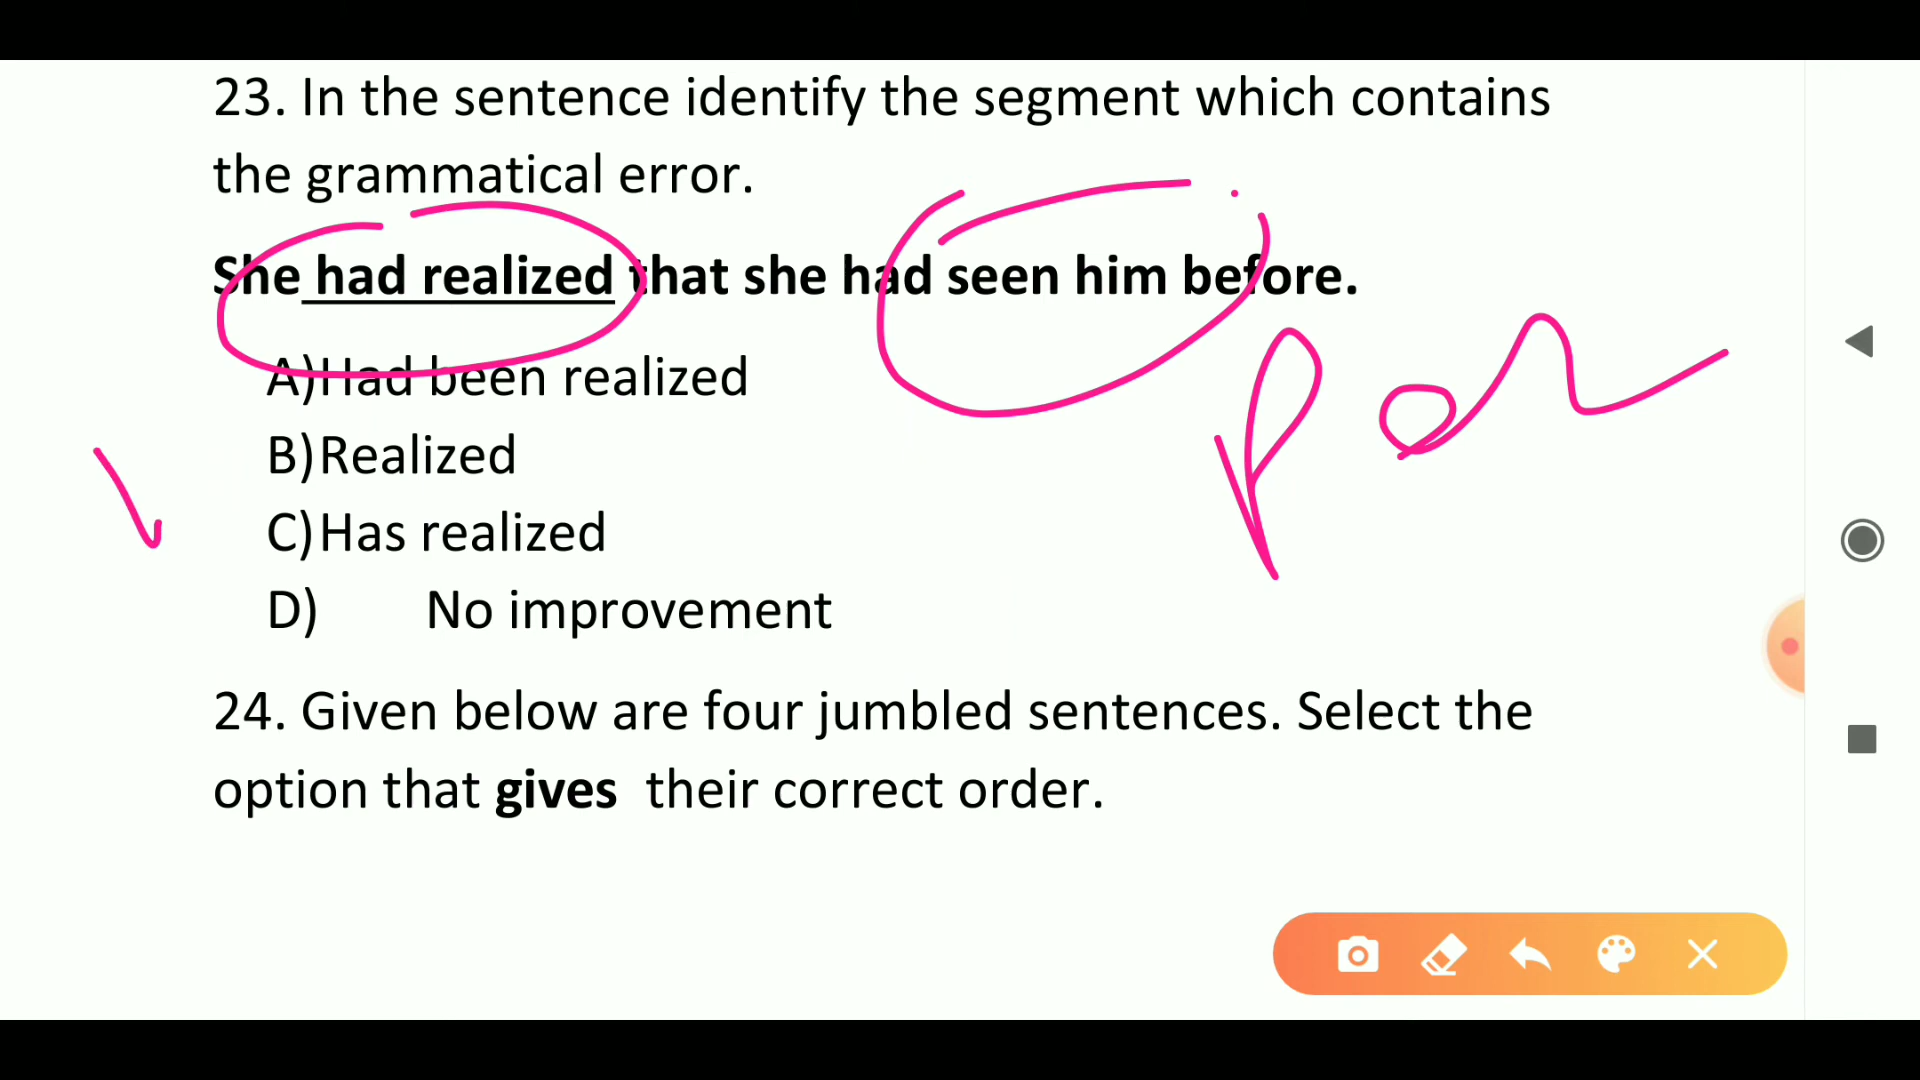 23. In the sentence identify the segment which contains
the grammatical error.
She had realized that she had seen him before.
A)Had been realized
B)Realized
C)Has realized
D) No improvement
24. Given below are four jumbled sentences. Select the
option that gives their correct order.